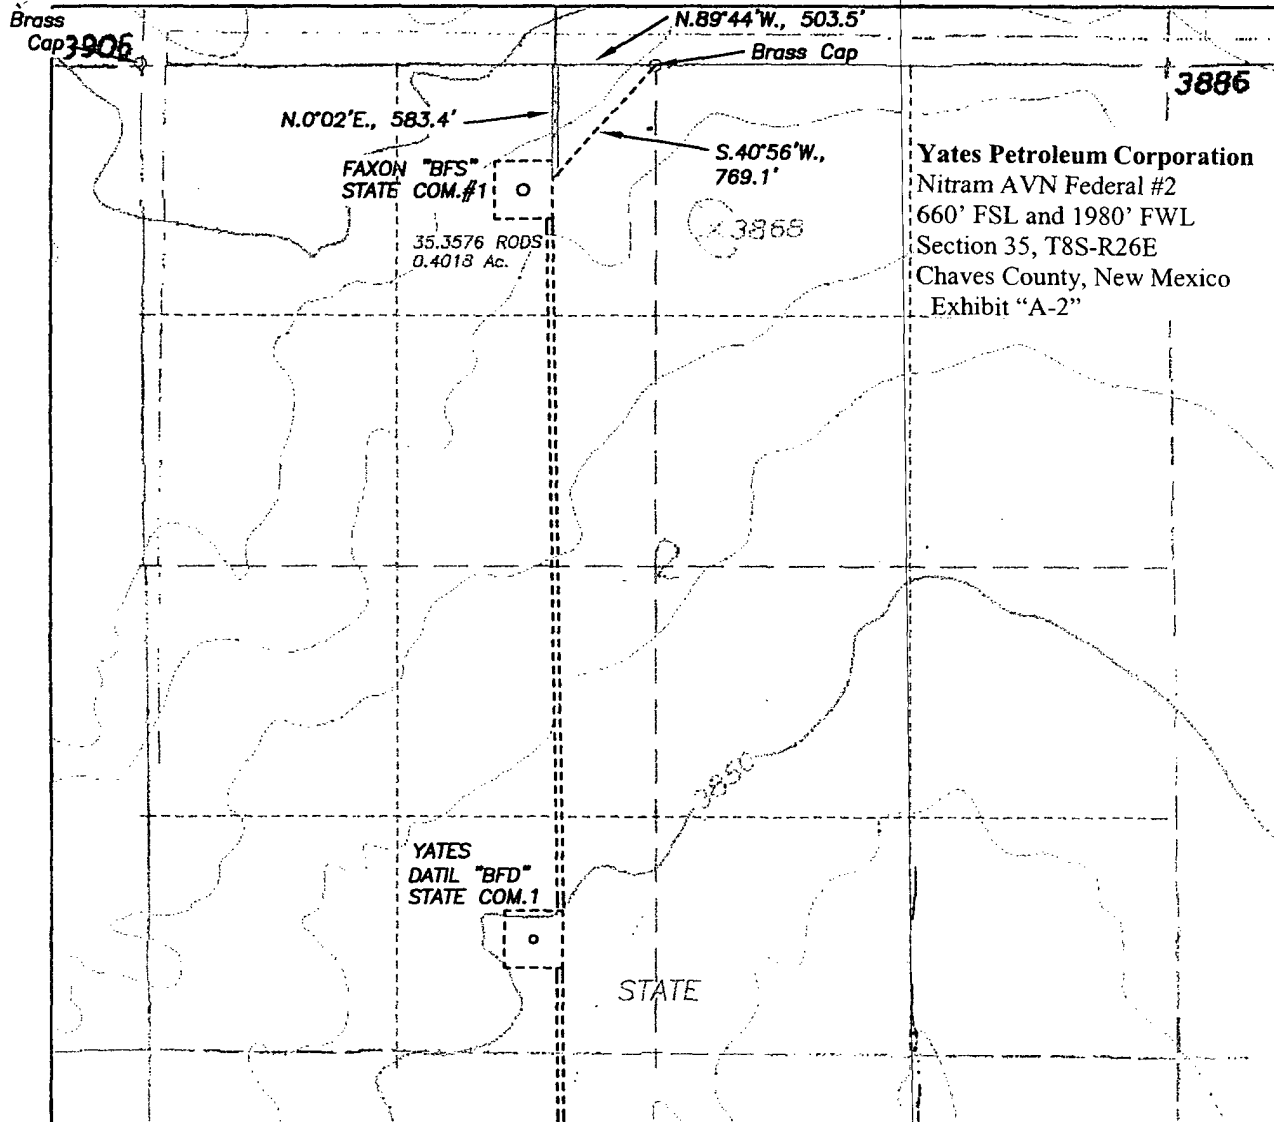 Brass
Cap
3906
N.89°44'W., 503.5'
Brass Cap
3886
N.0°02'E., 583.4'
S.40°56'W.,
769.1'
FAXON "BFS"
STATE COM.#1
35.3576 RODS
0.4018 Ac.
3868
Yates Petroleum Corporation
Nitram AVN Federal #2
660' FSL and 1980' FWL
Section 35, T8S-R26E
Chaves County, New Mexico
Exhibit “A-2”
2
3850
YATES
DATIL "BFD"
STATE COM.1
STATE